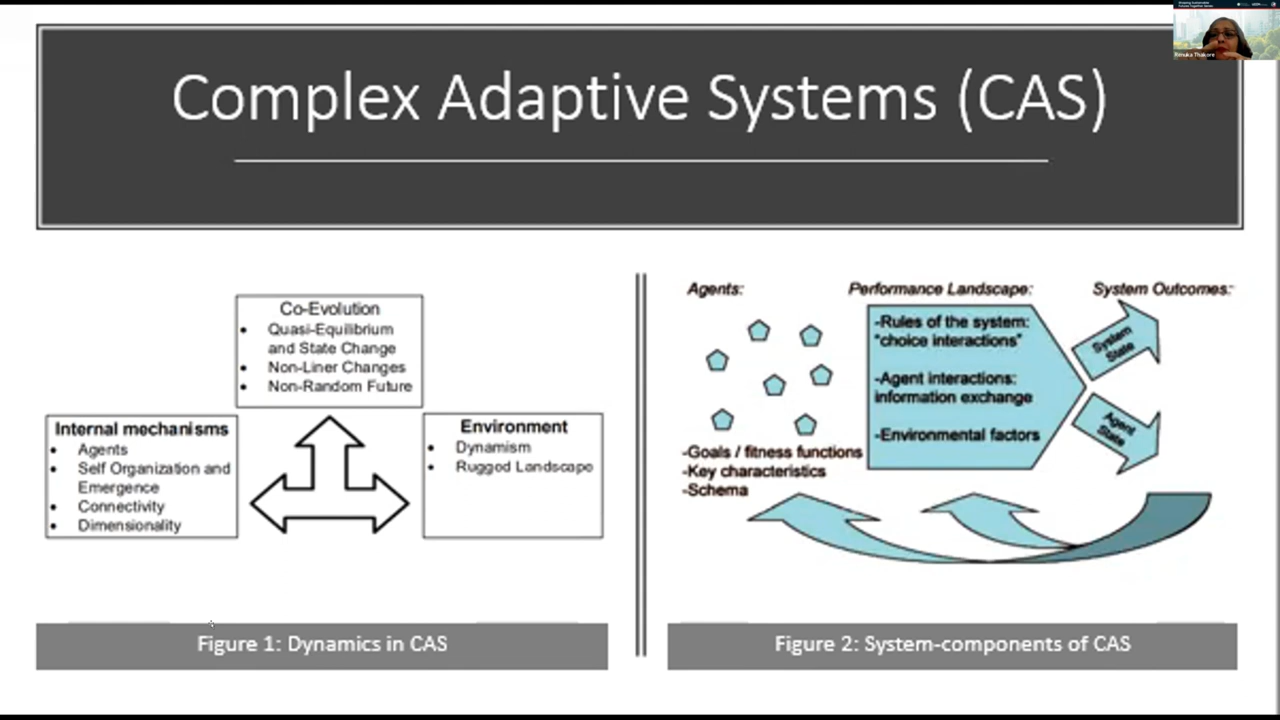 Complex Adaptive Systems (CAS)
Renuka Thakore
Co-Evolution
• Quasi-Equilibrium
and State Change
• Non-Liner Changes
• Non-Random Future
Internal mechanisms
• Agents
• Self Organization and
Emergence
• Connectivity
• Dimensionality
Environment
• Dynamism
• Rugged Landscape
Figure 1: Dynamics in CAS
Agents:
-Goals / fitness functions
-Key characteristics
-Schema
Performance Landscape:
-Rules of the system:
"choice interactions"
-Agent interactions:
information exchange
-Environmental factors
System Outcomes:
System
State
Agent
State
Figure 2: System-components of CAS